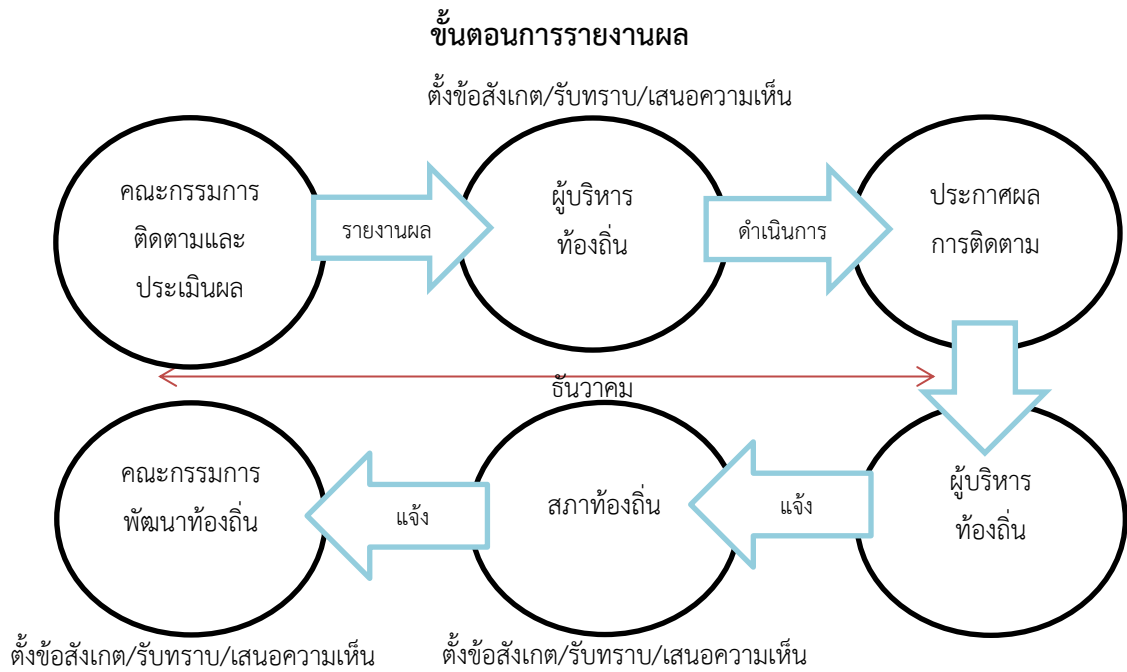 ขั้นตอนการรายงานผล
ตั้งข้อสังเกต/รับทราบ/เสนอความเห็น
คณะกรรมการ
ติดตามและ
ประเมินผล
รายงานผล
ผู้บริหาร
ท้องถิ่น
ดำเนินการ
ประกาศผล
การติดตาม
ธันวาคม
ผู้บริหาร
ท้องถิ่น
แจ้ง
สภาท้องถิ่น
แจ้ง
คณะกรรมการ
พัฒนาท้องถิ่น
ตั้งข้อสังเกต/รับทราบ/เสนอความเห็น
ตั้งข้อสังเกต/รับทราบ/เสนอความเห็น